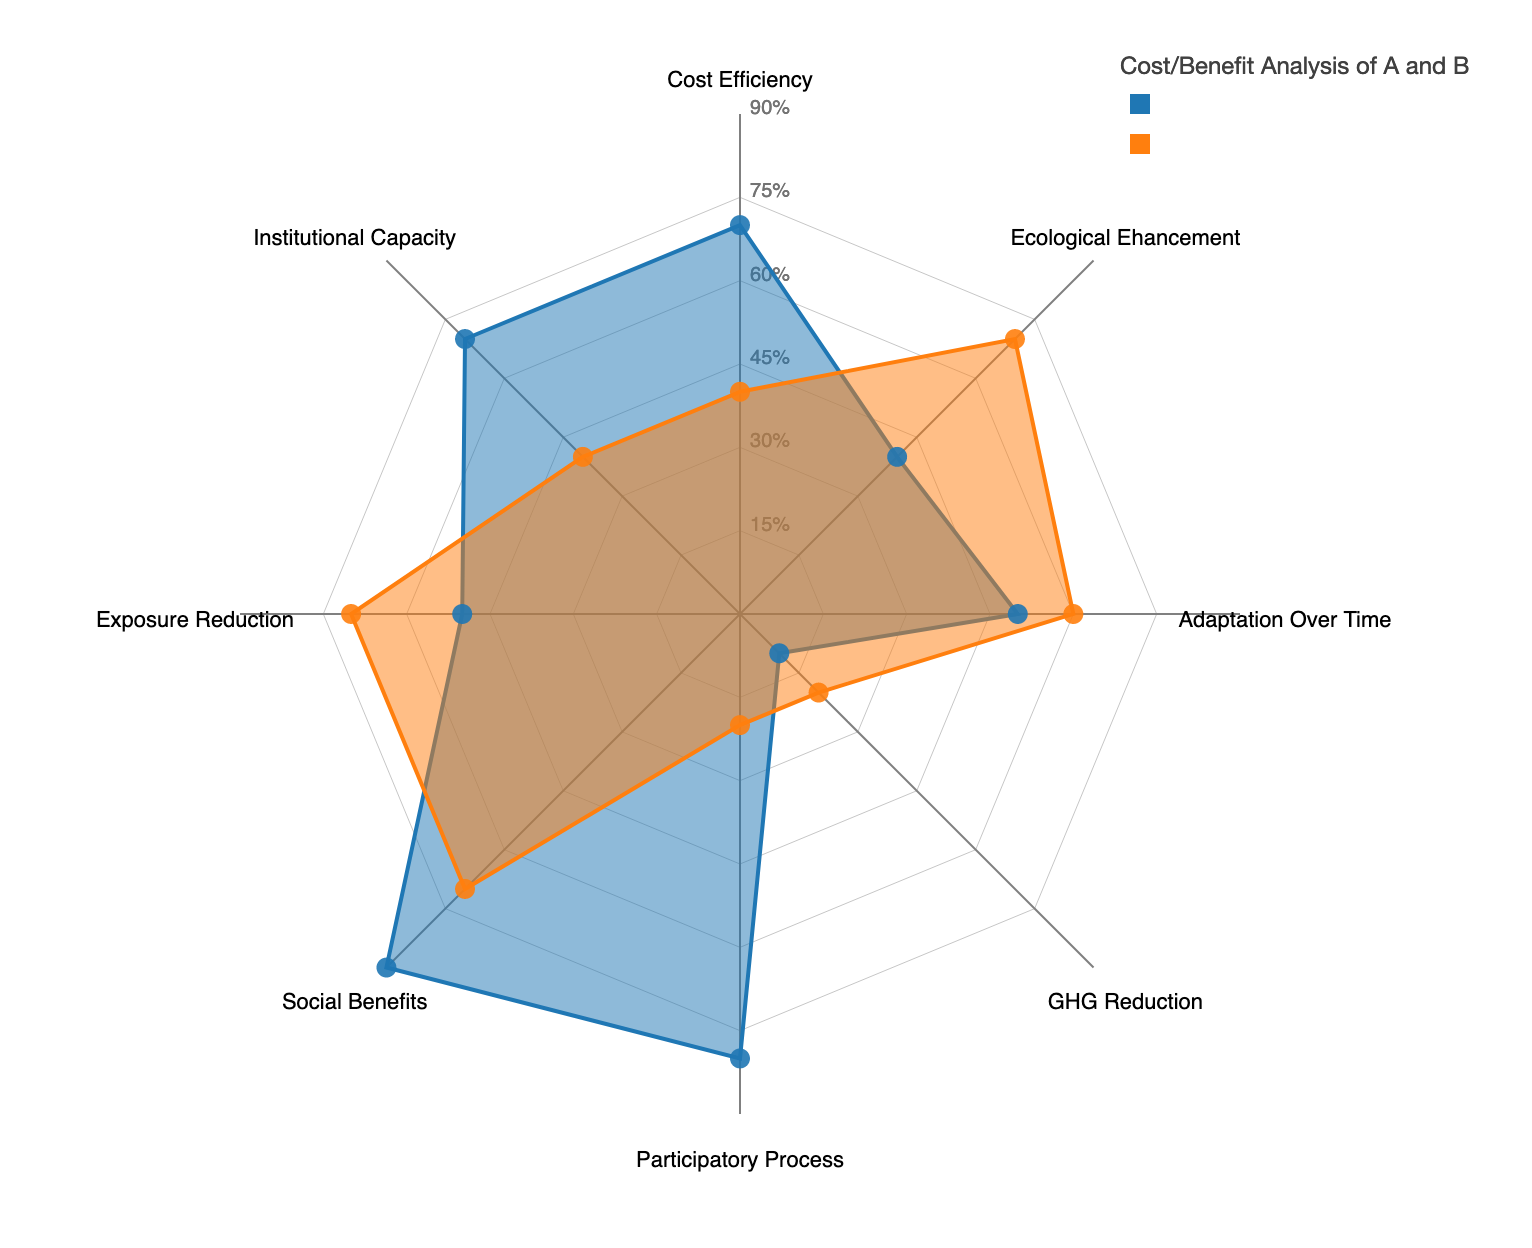 Cost/Benefit Analysis of A and B
Cost Efficiency
90%
75%
60%
45%
30%
15%
Institutional Capacity
Ecological Ehancement
Exposure Reduction
Adaptation Over Time
Social Benefits
GHG Reduction
Participatory Process